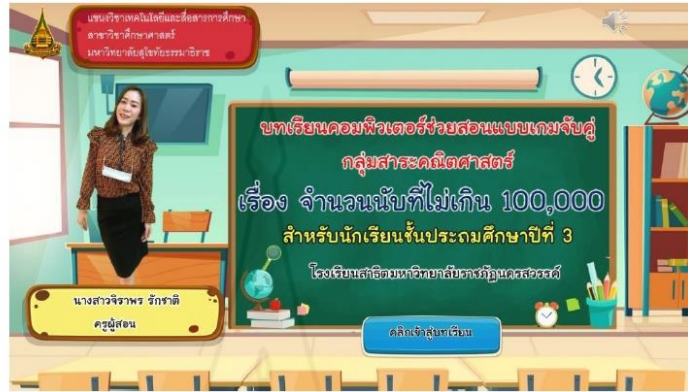 แขนงวิชาเทคโนโลยีและสื่อสารการศึกษา
สาขาวิชาศึกษาศาสตร์
มหาวิทยาลัยสุโขทัยธรรมาธิราช
บทเรียนคอมพิวเตอร์ช่วยสอนแบบเกมจับคู่
กลุ่มสาระคณิตศาสตร์
เรื่อง จำนวนนับที่ไม่เกิน 100,000
สำหรับนักเรียนชั้นประถมศึกษาปีที่ 3
โรงเรียนสาธิตมหาวิทยาลัยราชภัฏนครสวรรค์
นางสาวจิราพร รักชาติ
ครูผู้สอน
คลิกเข้าสู่บทเรียน